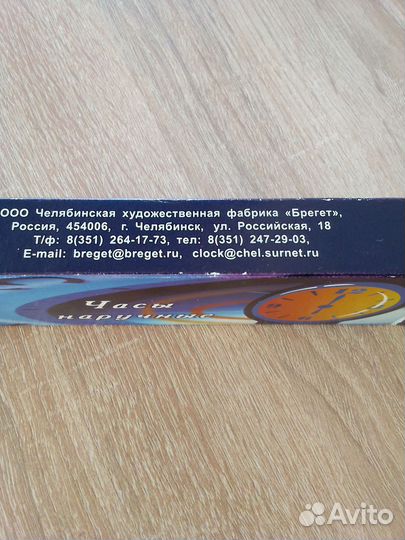 ООО Челябинская художественная фабрика «Брегет»,
Россия, 454006, г. Челябинск, ул. Российская, 18
Т/ф: 8(351) 264-17-73, тел: 8(351) 247-29-03,
E-mail: breget@breget.ru, clock@chel.surnet.ru
Часы
наручные
Avito